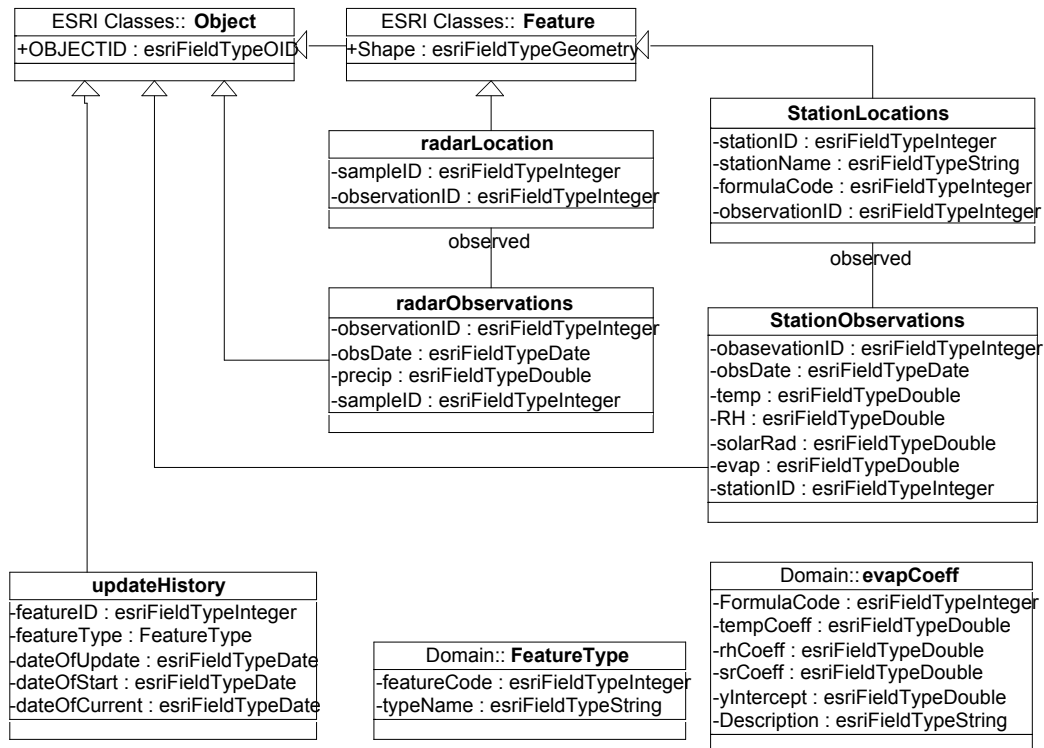 ESRI Classes:: Object
+OBJECTID : esriFieldTypeOID
ESRI Classes:: Feature
+Shape : esriFieldTypeGeometry
radarLocation
-sampleID : esriFieldTypeInteger
-observationID : esriFieldTypeInteger
observed
StationLocations
-stationID : esriFieldTypeInteger
-stationName : esriFieldTypeString
-formulaCode : esriFieldTypeInteger
-observationID : esriFieldTypeInteger
observed
radarObservations
-observationID : esriFieldTypeInteger
-obsDate : esriFieldTypeDate
-precip : esriFieldTypeDouble
-sampleID : esriFieldTypeInteger
StationObservations
-obasevationID : esriFieldTypeInteger
-obsDate : esriFieldTypeDate
-temp : esriFieldTypeDouble
-RH : esriFieldTypeDouble
-solarRad : esriFieldTypeDouble
-evap : esriFieldTypeDouble
-stationID : esriFieldTypeInteger
updateHistory
-featureID : esriFieldTypeInteger
-featureType : FeatureType
-dateOfUpdate : esriFieldTypeDate
-dateOfStart : esriFieldTypeDate
-dateOfCurrent : esriFieldTypeDate
Domain:: FeatureType
-featureCode : esriFieldTypeInteger
-typeName : esriFieldTypeString
Domain:: evapCoeff
-FormulaCode : esriFieldTypeInteger
-tempCoeff : esriFieldTypeDouble
-rhCoeff : esriFieldTypeDouble
-srCoeff : esriFieldTypeDouble
-yIntercept : esriFieldTypeDouble
-Description : esriFieldTypeString